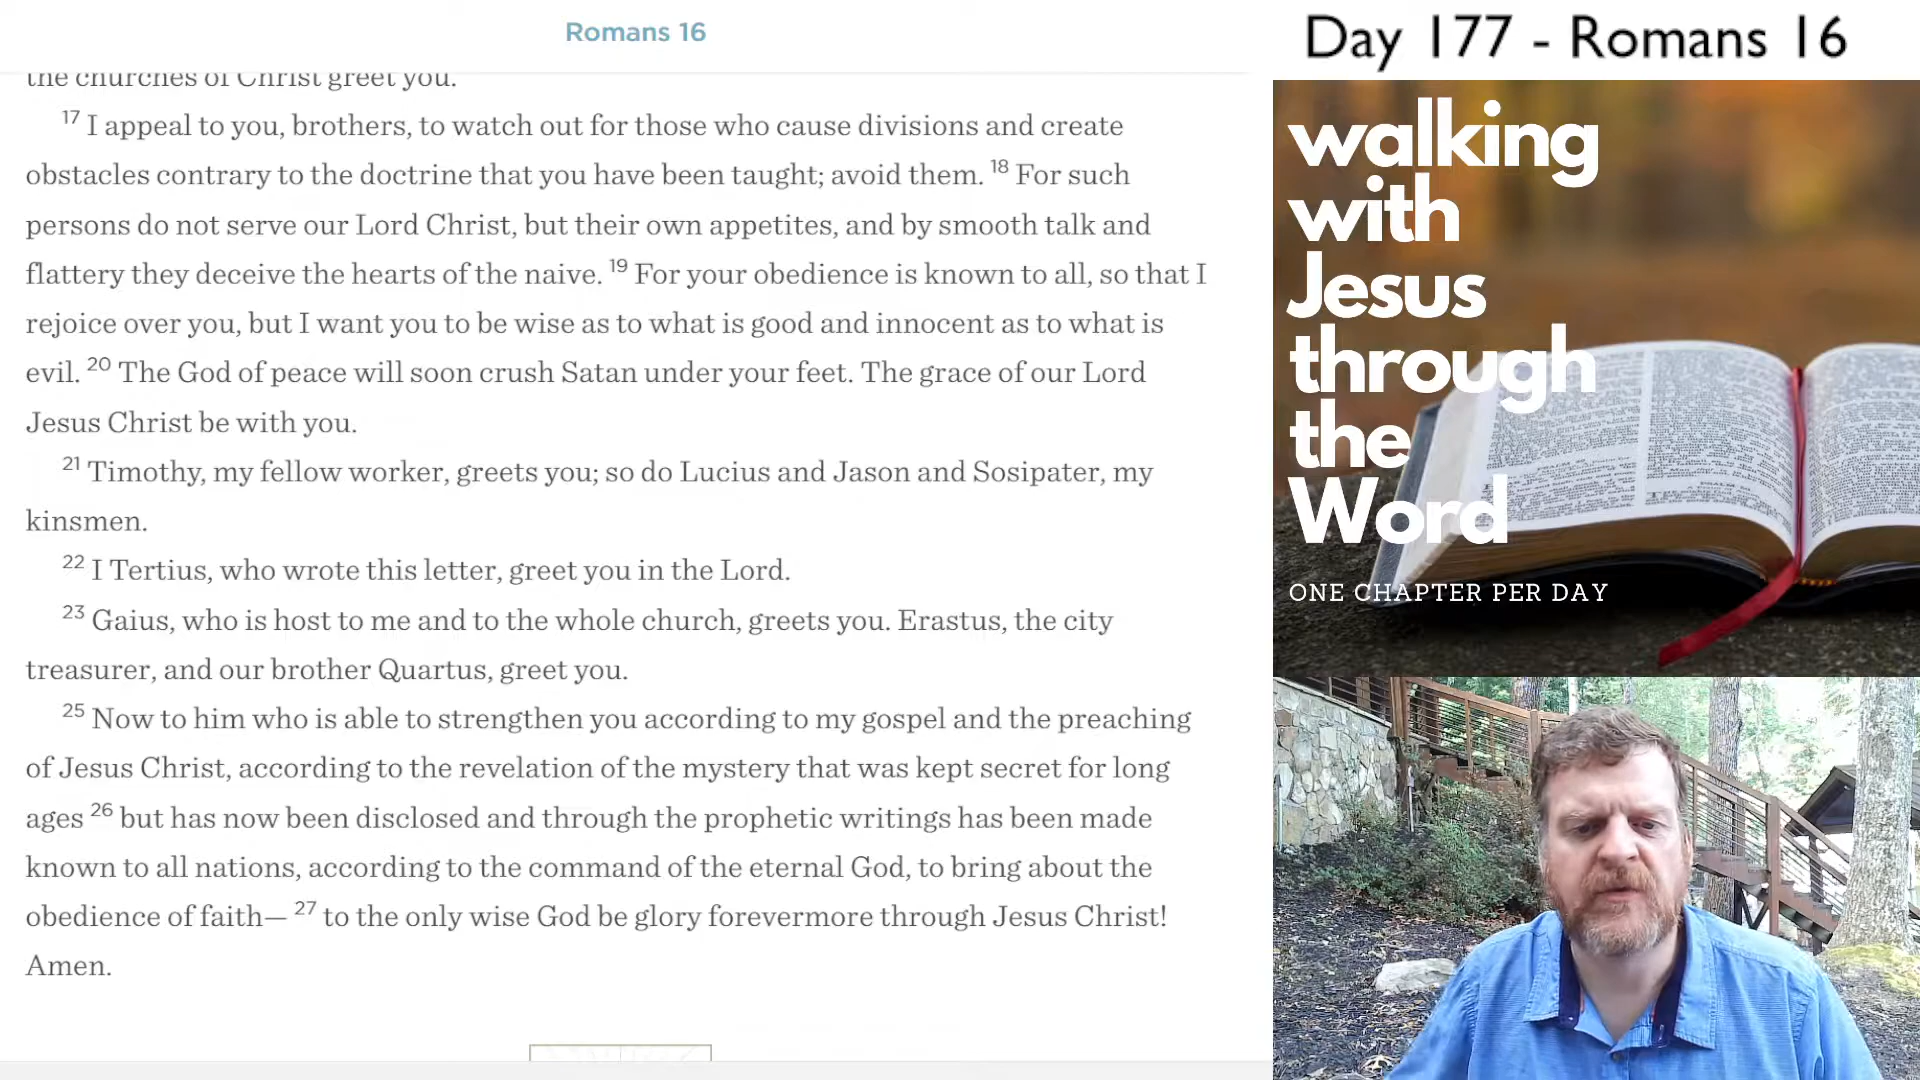 Romans 16
the churches of Christ greet you.
17 I appeal to you, brothers, to watch out for those who cause divisions and create
obstacles contrary to the doctrine that you have been taught; avoid them. 18 For such
persons do not serve our Lord Christ, but their own appetites, and by smooth talk and
flattery they deceive the hearts of the naive. 19 For your obedience is known to all, so that I
rejoice over you, but I want you to be wise as to what is good and innocent as to what is
evil. 20 The God of peace will soon crush Satan under your feet. The grace of our Lord
Jesus Christ be with you.
21 Timothy, my fellow worker, greets you; so do Lucius and Jason and Sosipater, my
kinsmen.
22 I Tertius, who wrote this letter, greet you in the Lord.
23 Gaius, who is host to me and to the whole church, greets you. Erastus, the city
treasurer, and our brother Quartus, greet you.
25 Now to him who is able to strengthen you according to my gospel and the preaching
of Jesus Christ, according to the revelation of the mystery that was kept secret for long
ages 26 but has now been disclosed and through the prophetic writings has been made
known to all nations, according to the command of the eternal God, to bring about the
obedience of faith— 27 to the only wise God be glory forevermore through Jesus Christ!
Amen.
Day 177 - Romans 16
walking
with
Jesus
through
the
Word
ONE CHAPTER PER DAY